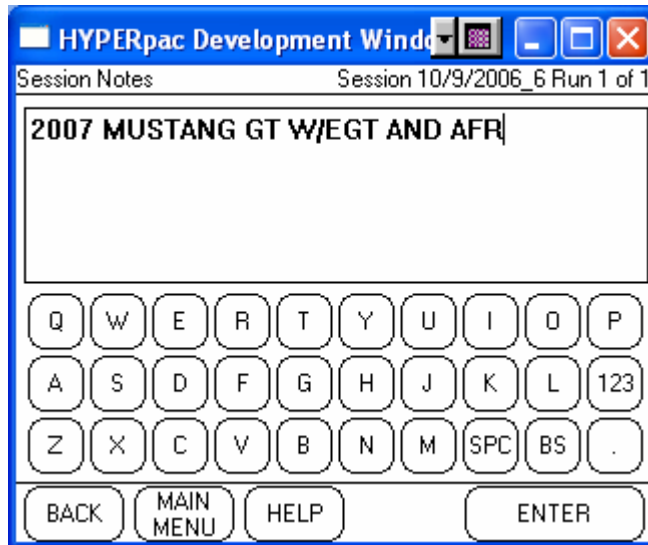 HYPERpac Development Windo
Session Notes Session 10/9/2006_6 Run 1 of 1
2007 MUSTANG GT W/EGT AND AFR
Q W E R T Y U I O P
A S D F G H J K L 123
Z X C V B N M SPC BS .
BACK MAIN MENU HELP ENTER